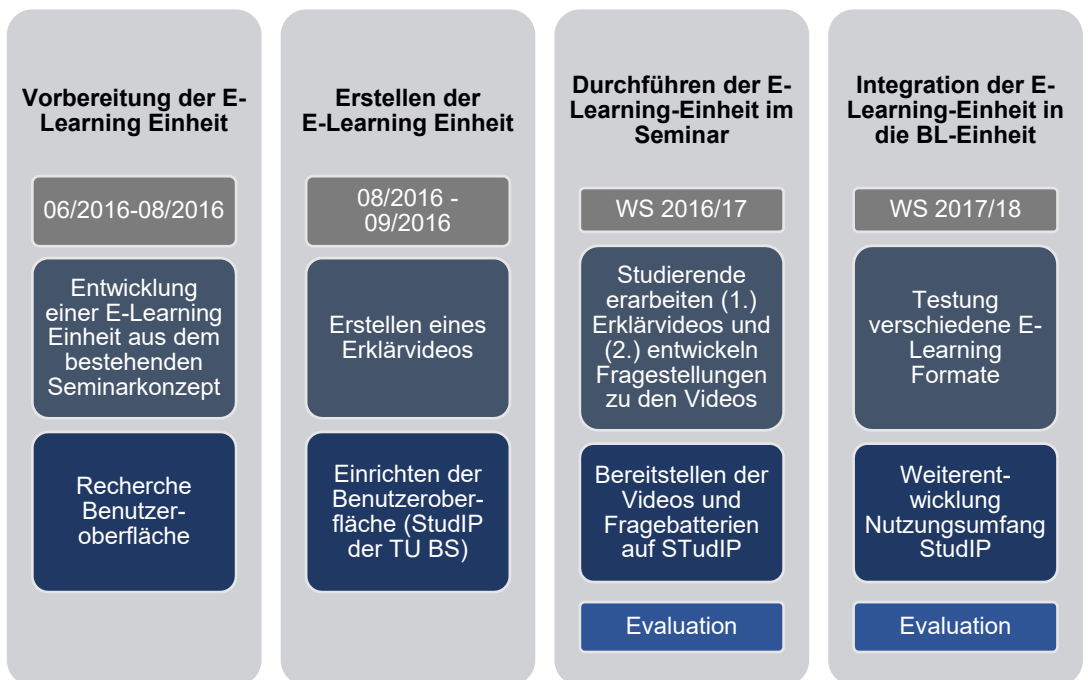 Vorbereitung der E-
Learning Einheit
06/2016-08/2016
Entwicklung
einer E-Learning
Einheit aus dem
bestehenden
Seminarkonzept
Recherche
Benutzer-
oberfläche
Erstellen der
E-Learning Einheit
08/2016 -
09/2016
Erstellen eines
Erklärvideos
Einrichten der
Benutzerober-
fläche (StudIP
der TU BS)
Durchführen der E-
Learning-Einheit im
Seminar
WS 2016/17
Studierende
erarbeiten (1.)
Erklärvideos und
(2.) entwickeln
Fragestellungen
zu den Videos
Bereitstellen der
Videos und
Fragebatterien
auf STudIP
Evaluation
Integration der E-
Learning-Einheit in
die BL-Einheit
WS 2017/18
Testung
verschiedene E-
Learning
Formate
Weiterent-
wicklung
Nutzungsumfang
StudIP
Evaluation